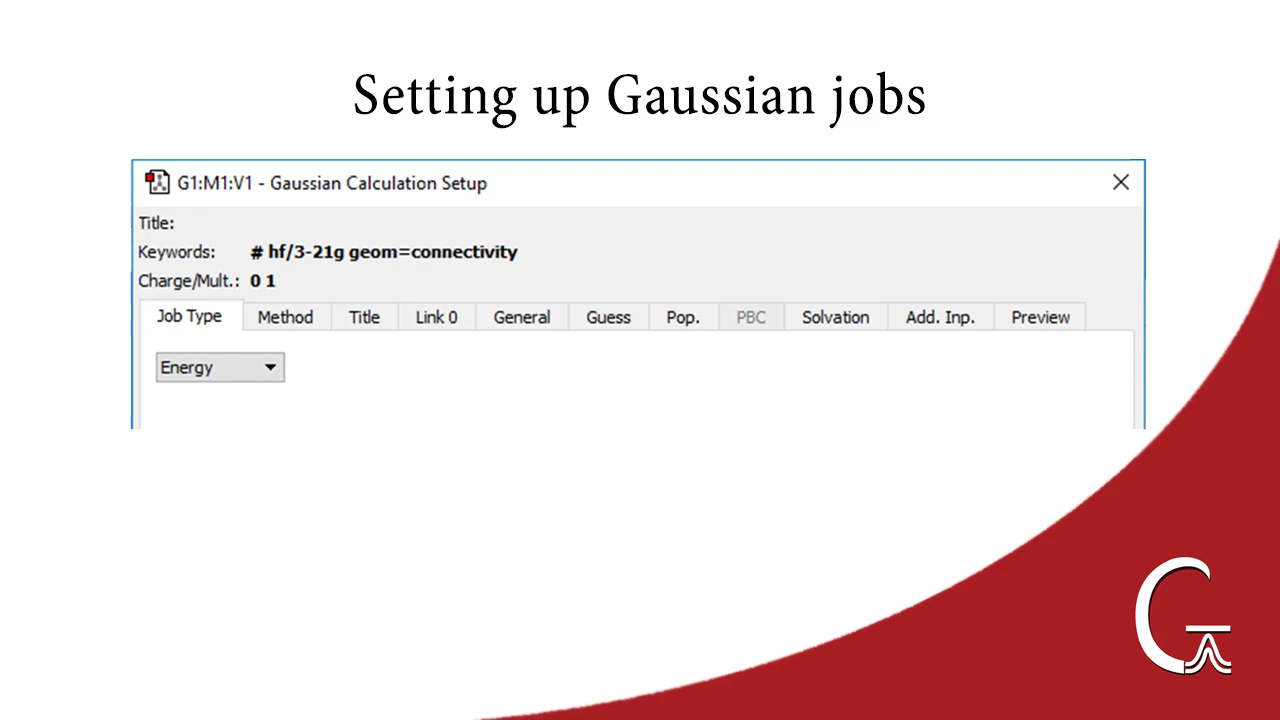 Setting up Gaussian jobs
G1:M1:V1 - Gaussian Calculation Setup
Title:
Keywords: # hf/3-21g geom=connectivity
Charge/Mult.: 0 1
Job Type Method Title Link 0 General Guess Pop. PBC Solvation Add. Inp. Preview
Energy
G